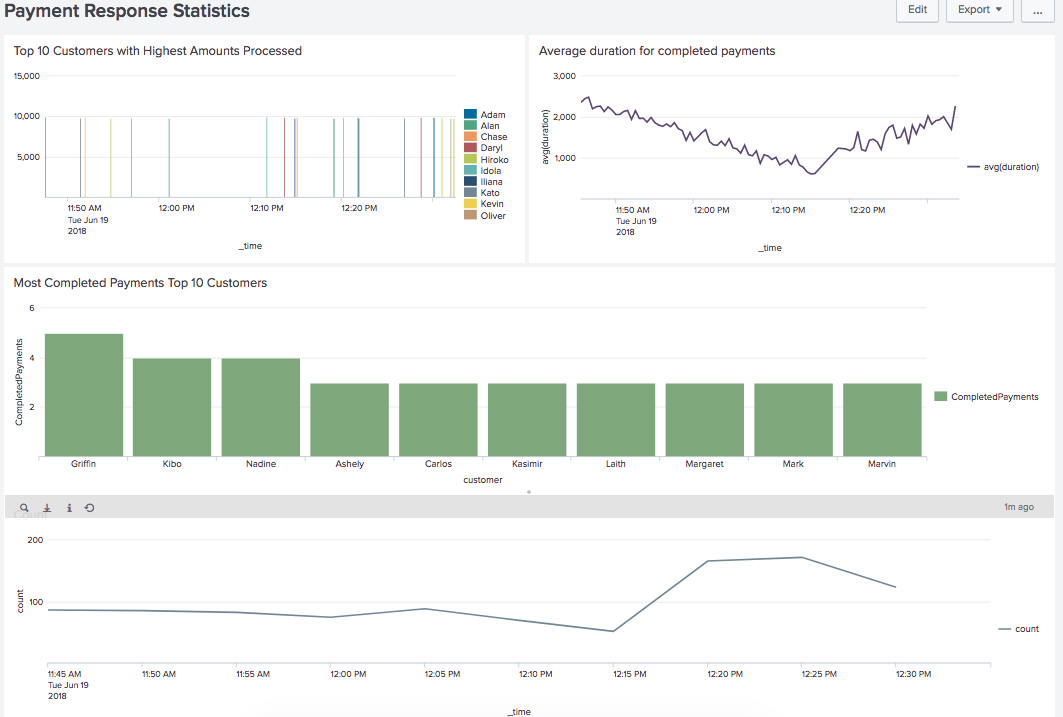 Payment Response Statistics
Edit
Export
...
Top 10 Customers with Highest Amounts Processed
15,000
10,000
5,000
11:50 AM
Tue Jun 19
2018
12:00 PM
12:10 PM
12:20 PM
_time
Adam
Alan
Chase
Daryl
Hiroko
Idola
Iliana
Kato
Kevin
Oliver
Average duration for completed payments
3,000
2,000
1,000
avg(duration)
11:50 AM
Tue Jun 19
2018
12:00 PM
12:10 PM
12:20 PM
_time
avg(duration)
Most Completed Payments Top 10 Customers
6
4
2
CompletedPayments
Griffin
Kibo
Nadine
Ashely
Carlos
Kasimir
Laith
Margaret
Mark
Marvin
customer
CompletedPayments
Count
1m ago
200
100
count
11:45 AM
Tue Jun 19
2018
11:50 AM
11:55 AM
12:00 PM
12:05 PM
12:10 PM
12:15 PM
12:20 PM
12:25 PM
12:30 PM
_time
count